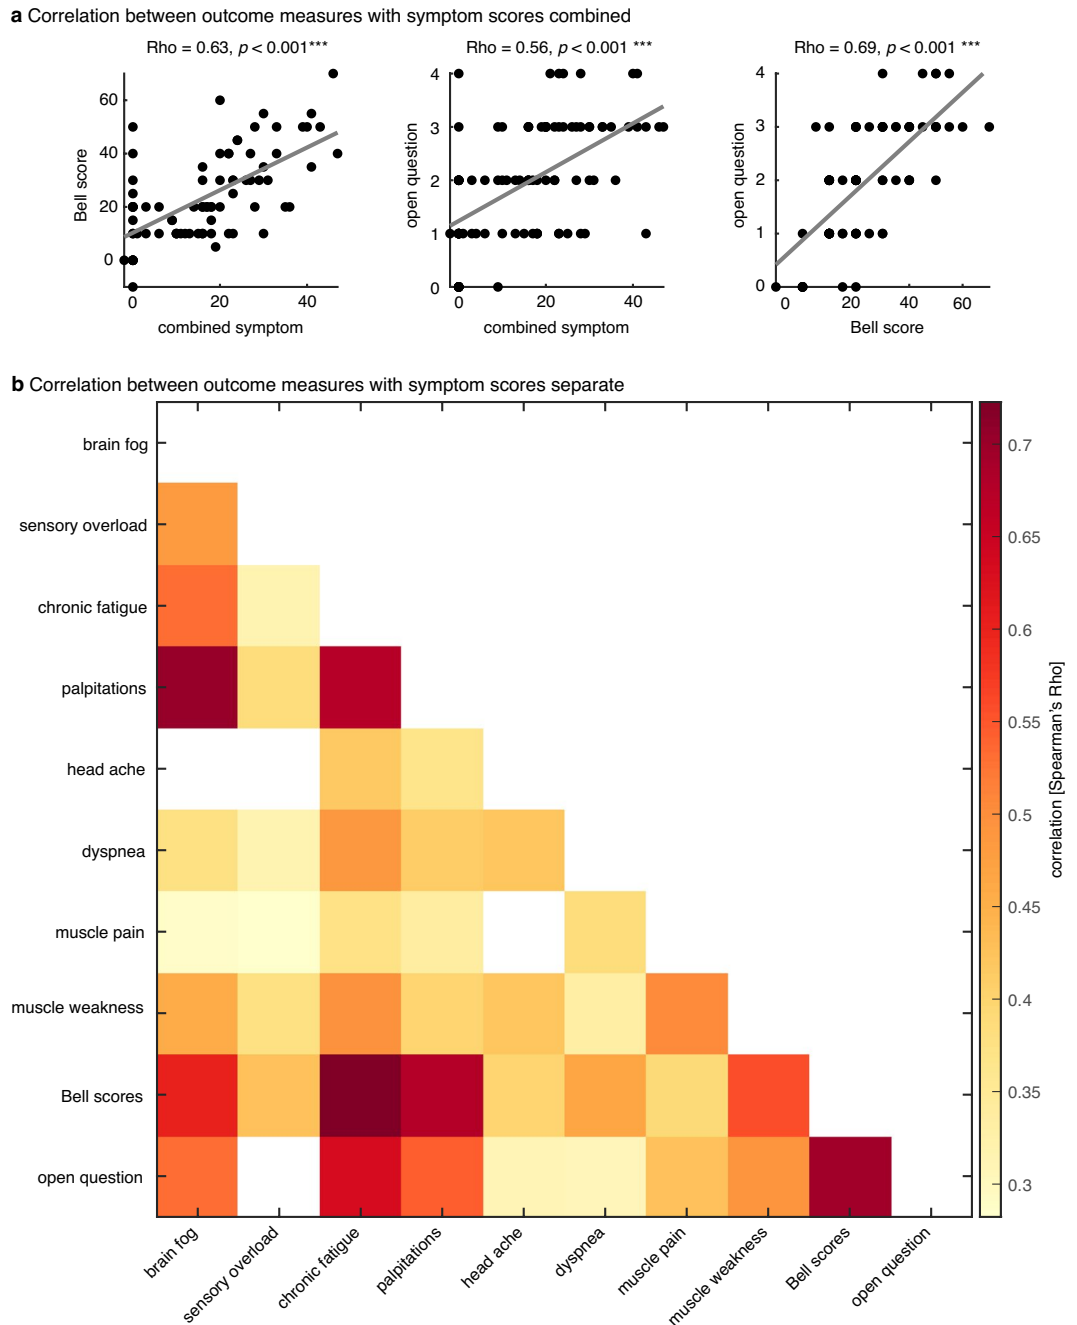 a Correlation between outcome measures with symptom scores combined
Rho = 0.63, p < 0.001***
Rho = 0.56, p < 0.001 ***
Rho = 0.69, p < 0.001 ***
Bell score
60
40
20
0
0 20 40
combined symptom
open question
4
3
2
1
0
0 20 40
combined symptom
open question
4
3
2
1
0
0 20 40 60
Bell score
b Correlation between outcome measures with symptom scores separate
brain fog
sensory overload
chronic fatigue
palpitations
head ache
dyspnea
muscle pain
muscle weakness
Bell scores
open question
brain fog
sensory overload
chronic fatigue
palpitations
head ache
dyspnea
muscle pain
muscle weakness
Bell scores
open question
0.7
0.65
0.6
0.55
0.5
0.45
0.4
0.35
0.3
correlation [Spearman's Rho]